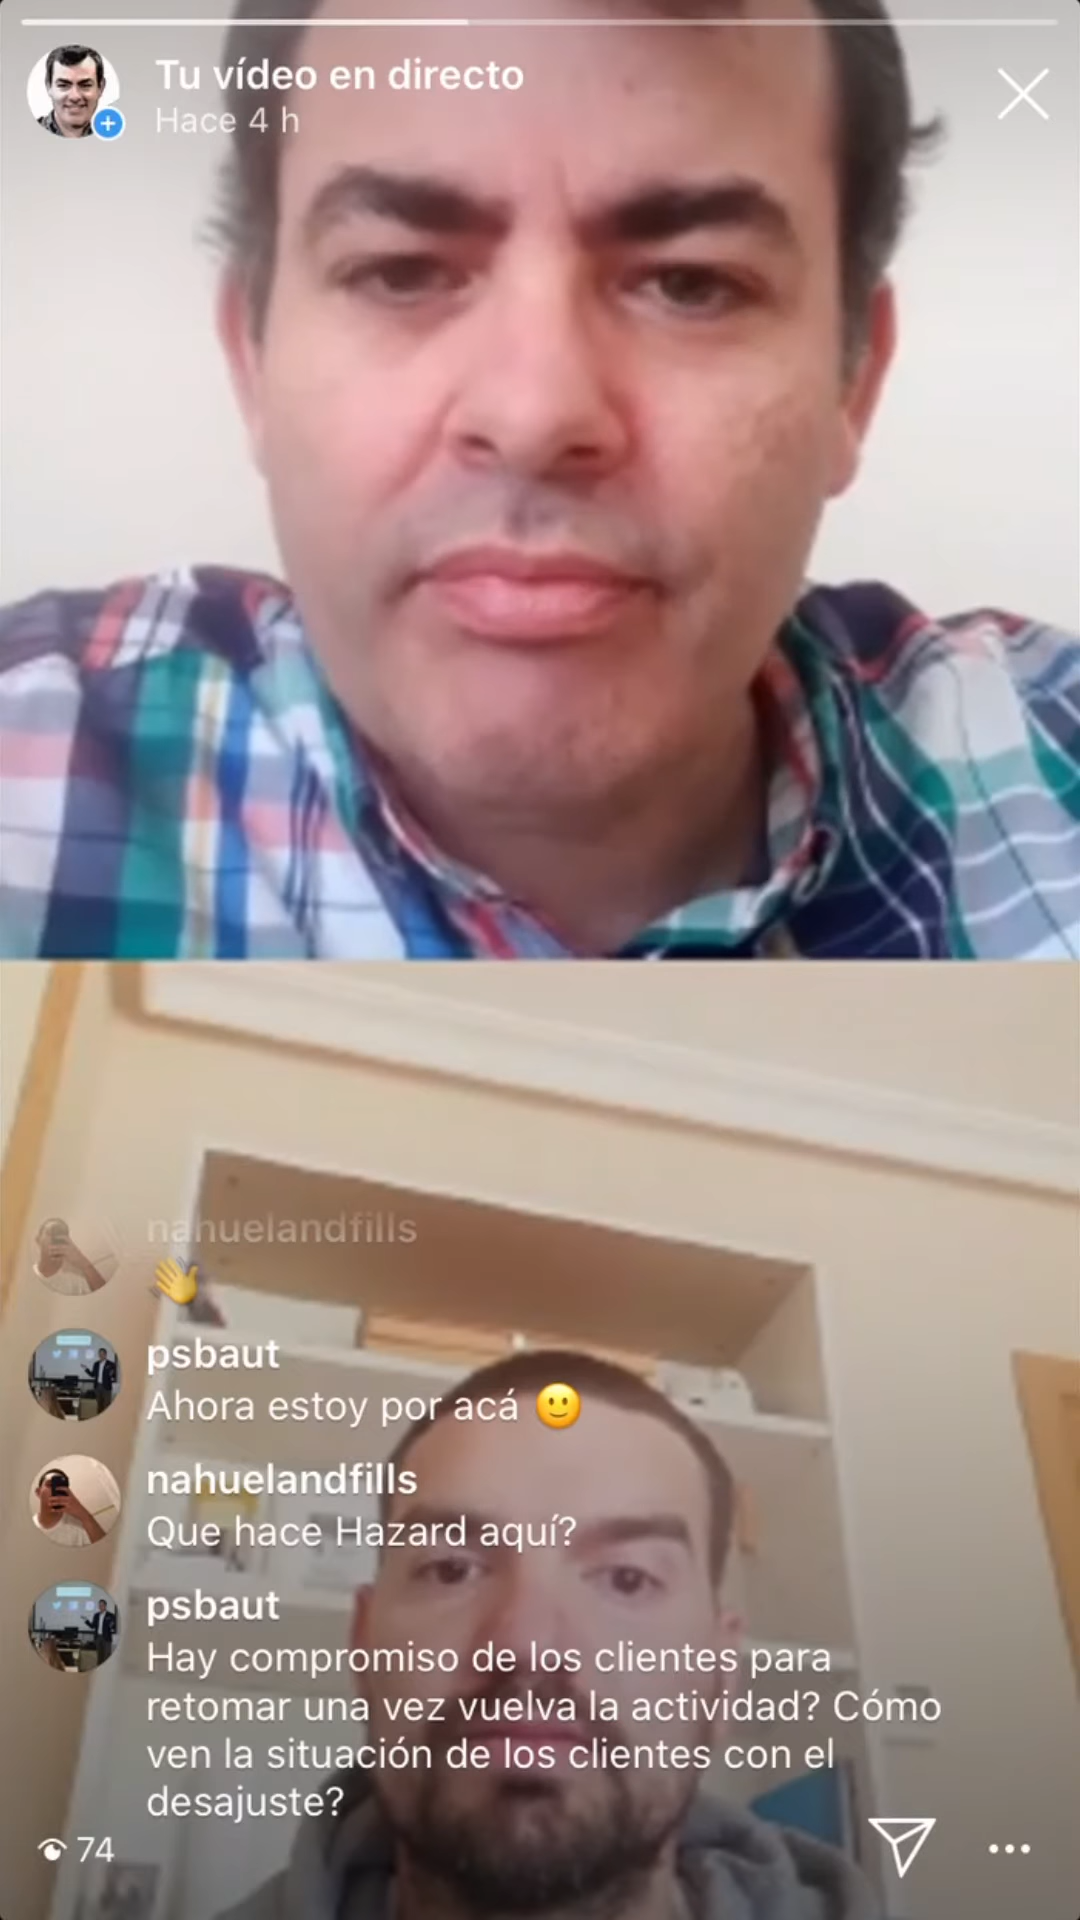 Tu vídeo en directo
Hace 4 h
nahuelandfills
👋
psbaut
Ahora estoy por acá 🙂
nahuelandfills
Que hace Hazard aquí?
psbaut
Hay compromiso de los clientes para
retomar una vez vuelva la actividad? Cómo
ven la situación de los clientes con el
desajuste?
74